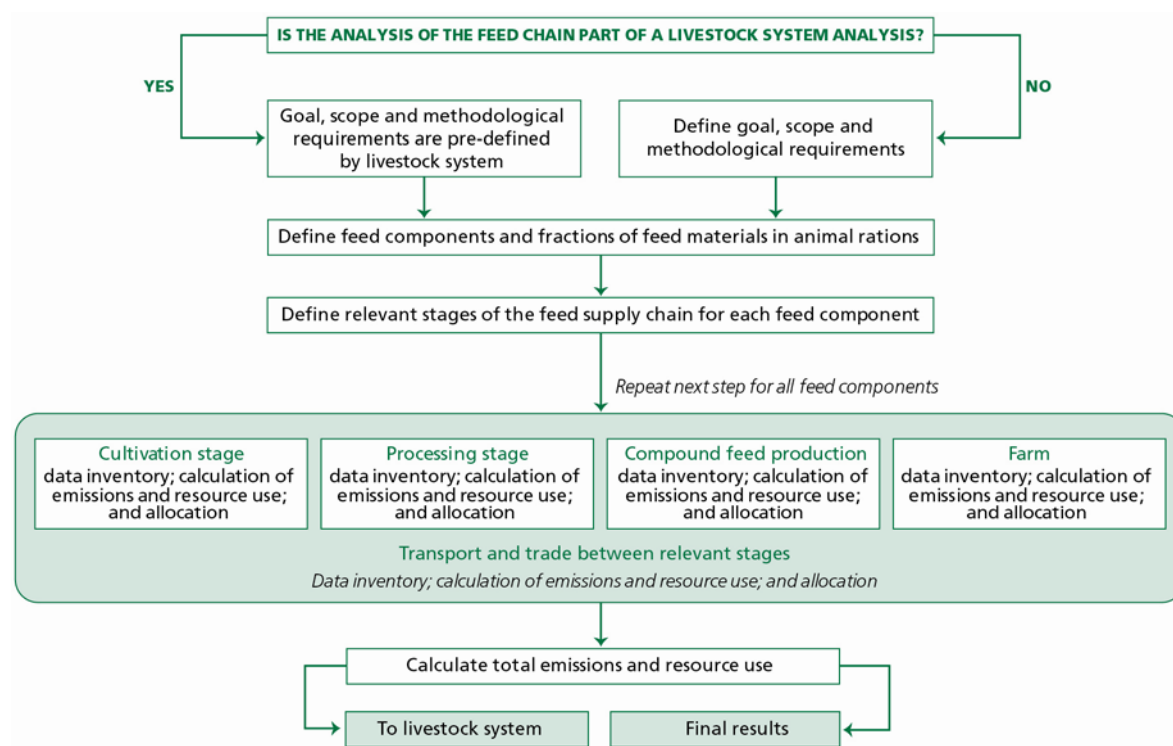 IS THE ANALYSIS OF THE FEED CHAIN PART OF A LIVESTOCK SYSTEM ANALYSIS?
YES
NO
Goal, scope and methodological
requirements are pre-defined
by livestock system
Define goal, scope and
methodological requirements
Define feed components and fractions of feed materials in animal rations
Define relevant stages of the feed supply chain for each feed component
Repeat next step for all feed components
Cultivation stage
data inventory; calculation of
emissions and resource use;
and allocation
Processing stage
data inventory; calculation of
emissions and resource use;
and allocation
Compound feed production
data inventory; calculation of
emissions and resource use;
and allocation
Farm
data inventory; calculation of
emissions and resource use;
and allocation
Transport and trade between relevant stages
Data inventory; calculation of emissions and resource use; and allocation
Calculate total emissions and resource use
To livestock system
Final results